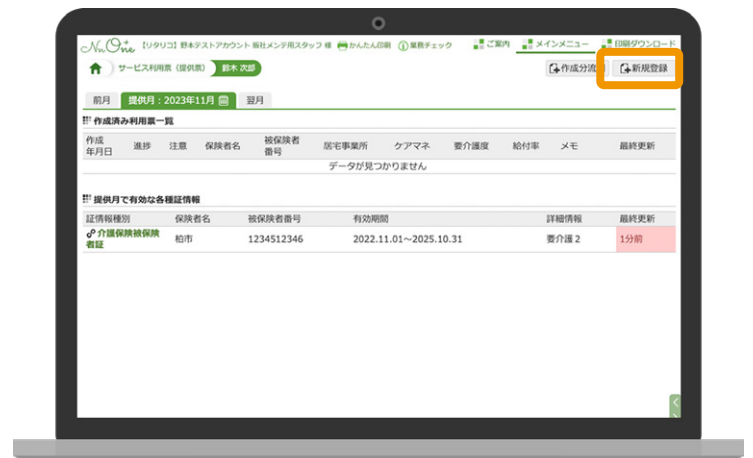 NuOne 【リタリコ】野本テストアカウント 販社メンテ用スタッフ 様 かんたん印刷 業務チェック ご案内 メインメニュー 印刷ダウンロード
サービス利用票（提供票） 鈴木 次郎 作成分流 新規登録
前月 提供月：2023年11月 翌月
作成済み利用票一覧
作成年月日 進捗 注意 保険者名 被保険者番号 居宅事業所 ケアマネ 要介護度 給付率 メモ 最終更新
データが見つかりません
提供月で有効な各種証情報
証情報種別 保険者名 被保険者番号 有効期間 詳細情報 最終更新
介護保険被保険者証 柏市 1234512346 2022.11.01～2025.10.31 要介護２ 1分前